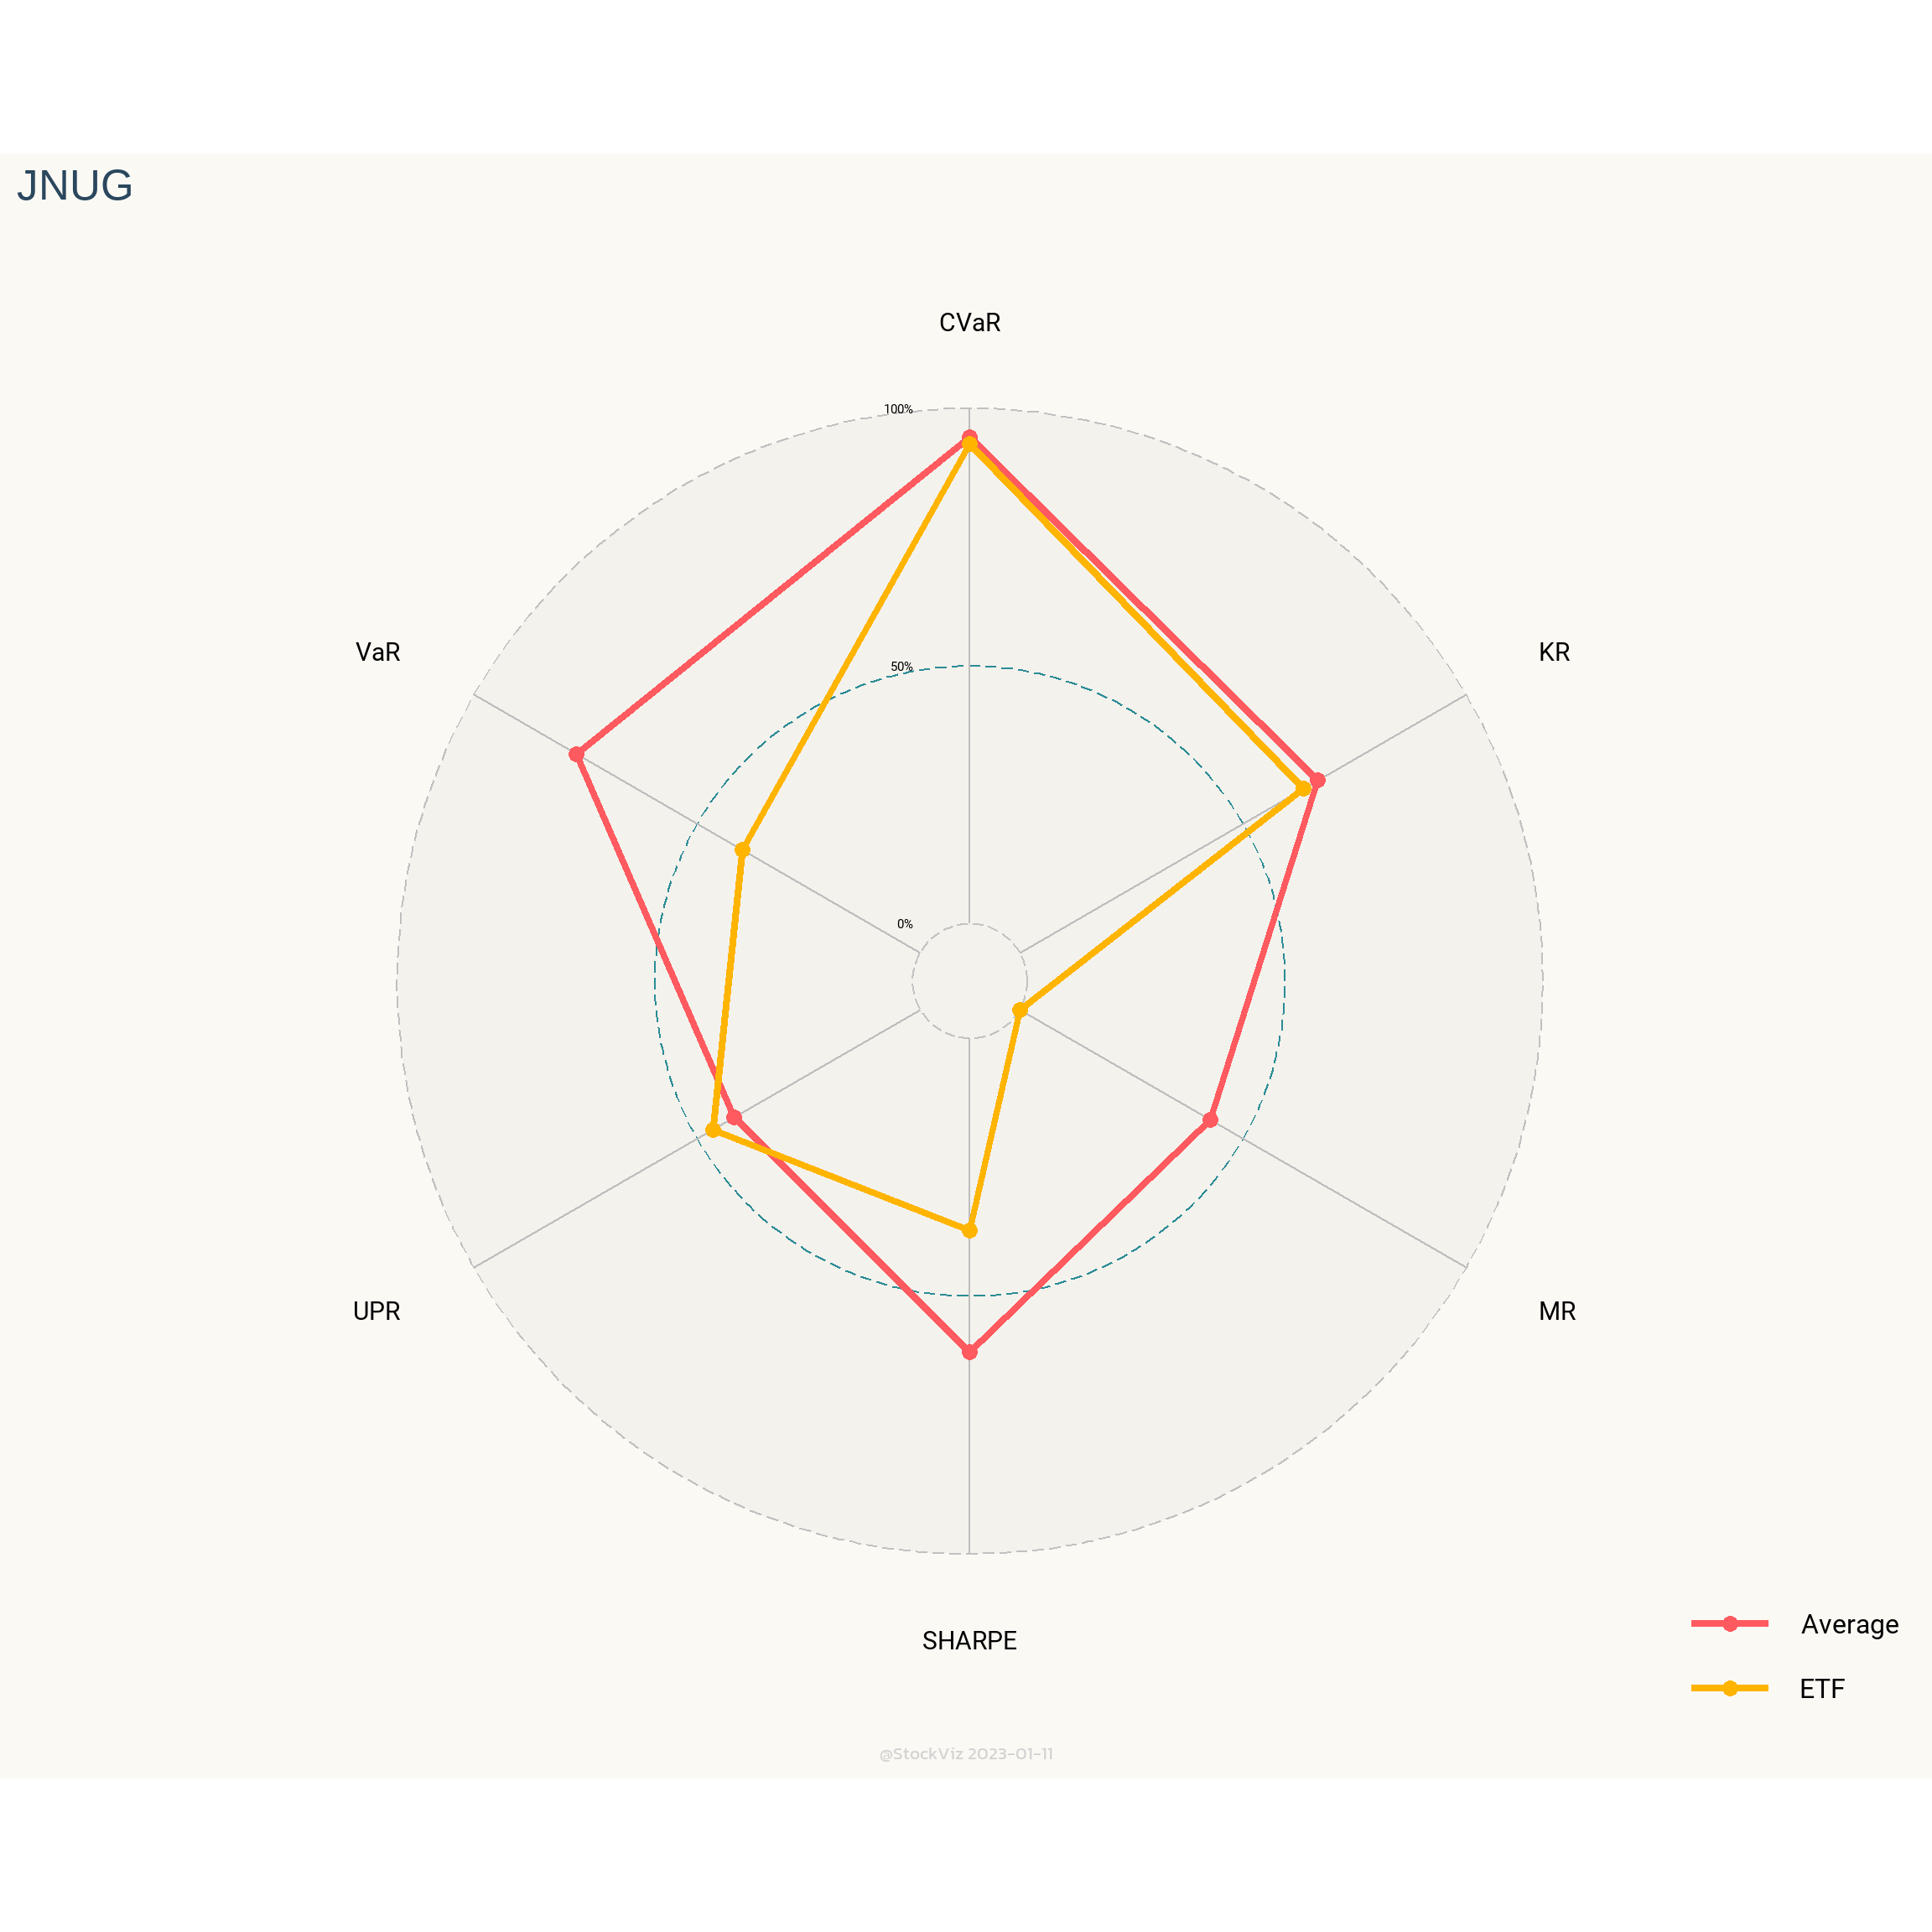 JNUG
CVaR
100%
VaR
KR
50%
0%
UPR
MR
SHARPE
Average
ETF
@StockViz 2023-01-11